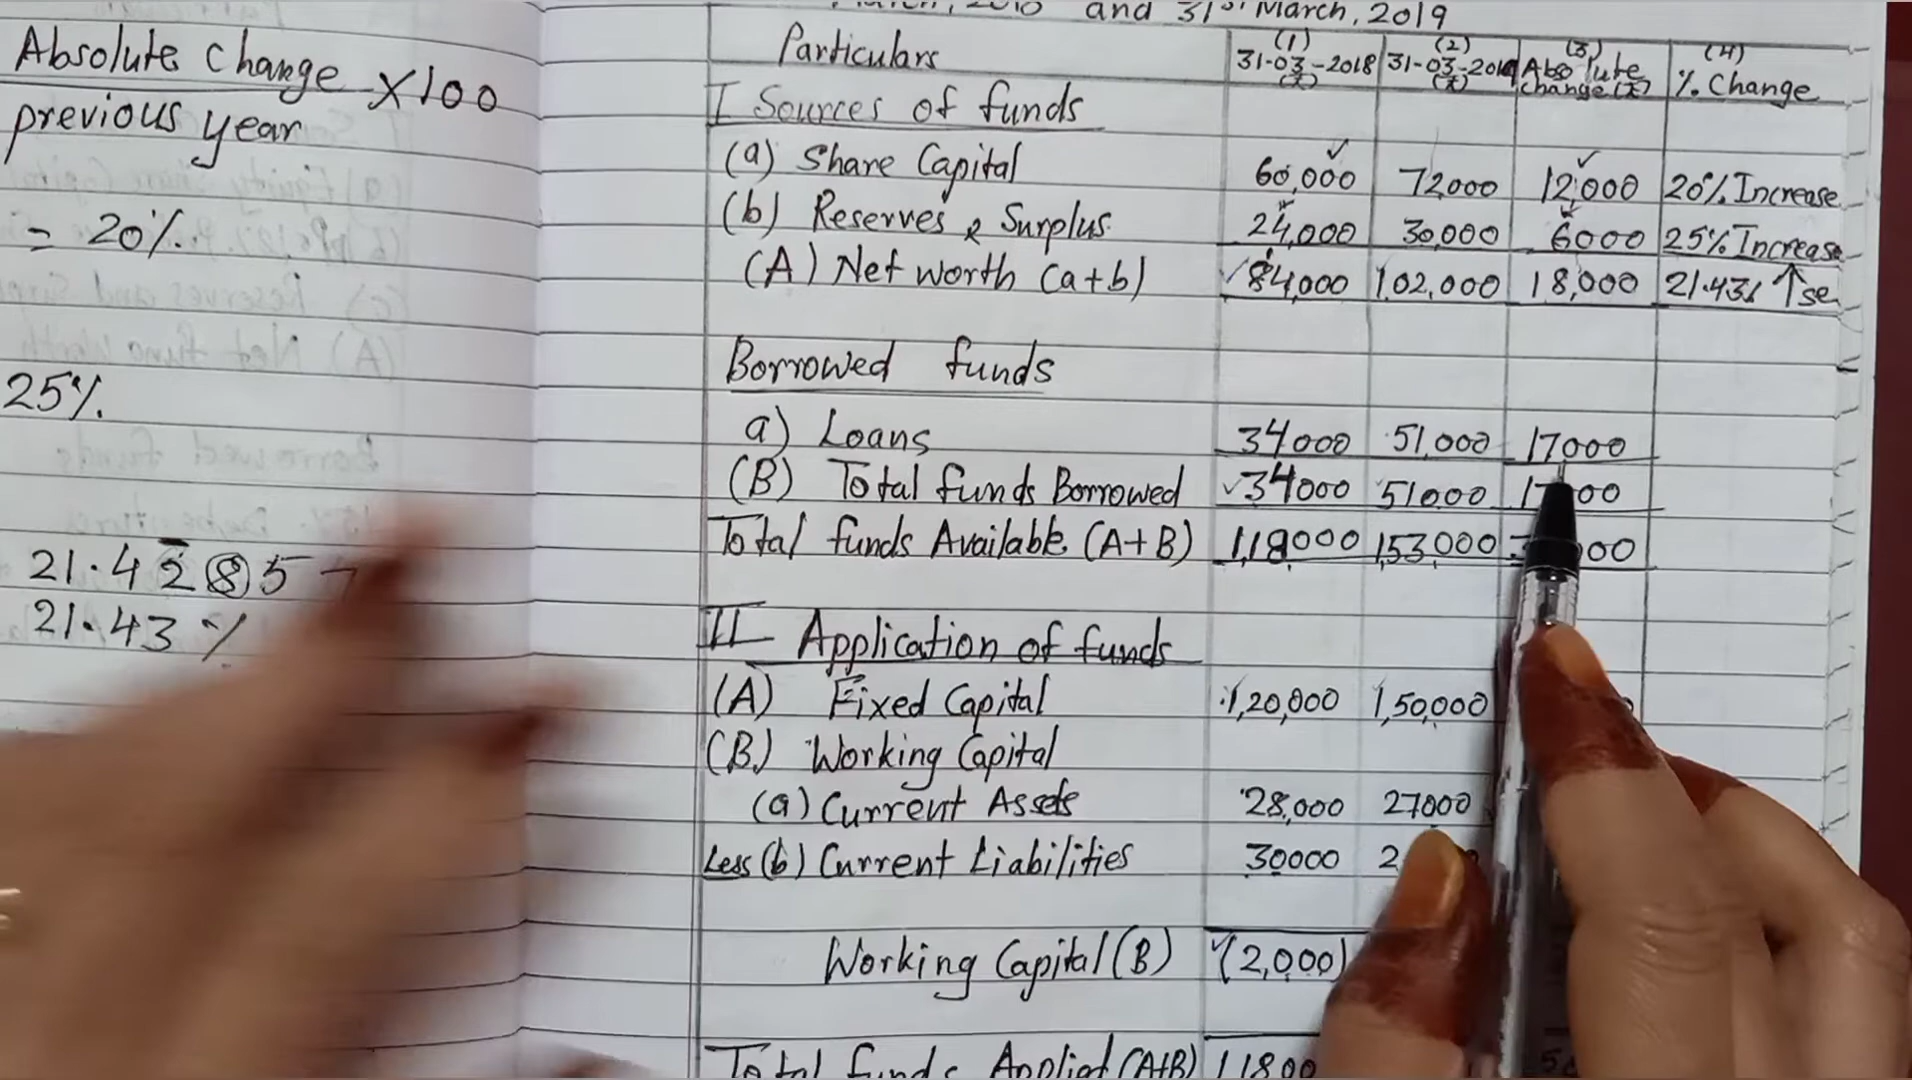 Absolute Change X100
previous year
= 20%.
25%.
21.42857
21.43%
and 31st March, 2019
Particulars (1) 31-03-2018 (₹) (2) 31-03-2019 (₹) (3) Absolute change (₹) (4) % Change
I Sources of funds
(a) Share Capital 60,000 72000 12,000 20% Increase
(b) Reserves & Surplus 24,000 30,000 6000 25% Increase
(A) Net worth (a+b) 84,000 1,02,000 18,000 21.43% ↑se
Borrowed funds
a) Loans 34000 51,000 17000
(B) Total funds Borrowed 34000 51000
Total funds Available (A+B) 1,18000 1,53,000
II Application of funds
(A) Fixed Capital 1,20,000 1,50,000
(B) Working Capital
(a) Current Assets 28,000 27000
Less (b) Current Liabilities 30000
Working Capital (B) (2,000)
Total funds Applied (A+B)